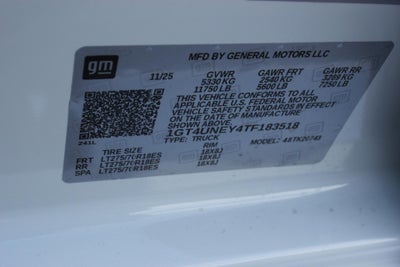 gm
MFD BY GENERAL MOTORS LLC
11/25 GVWR GAWR FRT GAWR RR
5330 KG 2540 KG 3289 KG
11750 LB 5600 LB 7250 LB
THIS VEHICLE CONFORMS TO ALL
APPLICABLE U.S. FEDERAL MOTOR
VEHICLE SAFETY STANDARDS IN
EFFECT ON THE DATE OF
MANUFACTURE SHOWN ABOVE.
1GT4UNEY4TF183518
241L TYPE: TRUCK MODEL:
TIRE SIZE RIM
FRT LT275/70R18ES 18X8J
RR LT275/70R18ES 18X8J
SPA LT275/70R18ES 18X8J